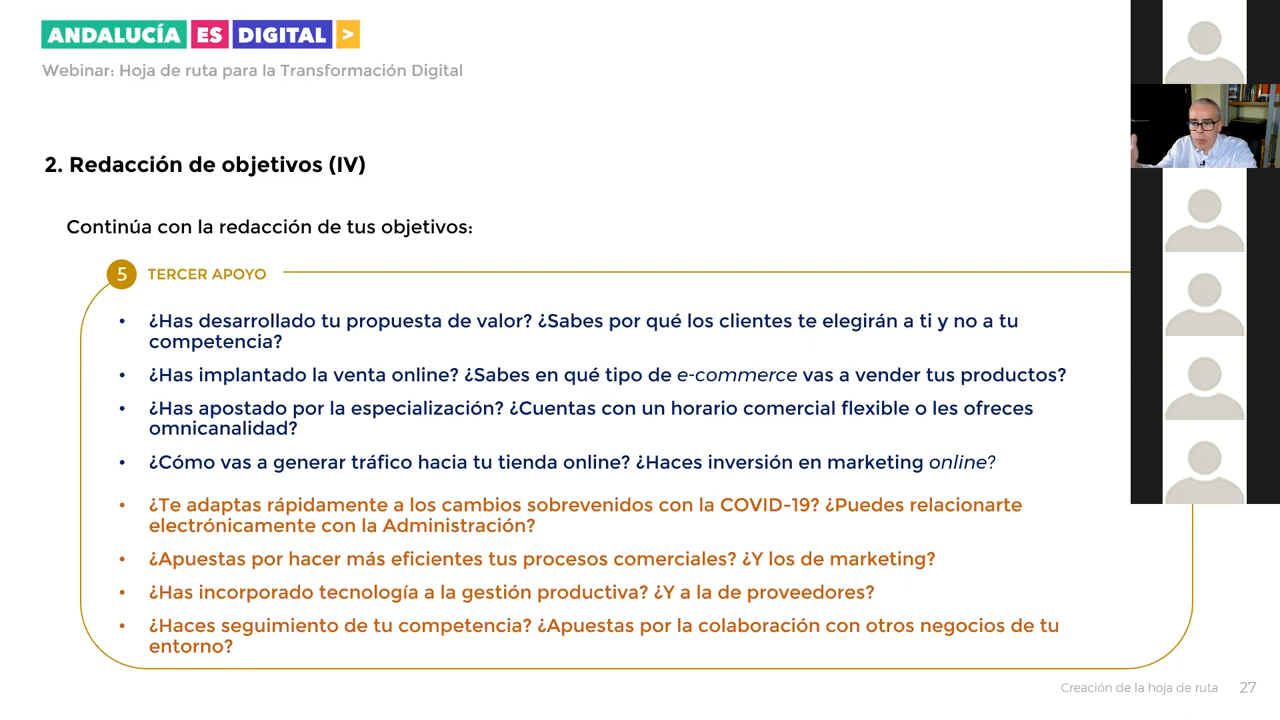 ANDALUCÍA ES DIGITAL >
Webinar: Hoja de ruta para la Transformación Digital
2. Redacción de objetivos (IV)
Continúa con la redacción de tus objetivos:
5 TERCER APOYO
• ¿Has desarrollado tu propuesta de valor? ¿Sabes por qué los clientes te elegirán a ti y no a tu
competencia?
• ¿Has implantado la venta online? ¿Sabes en qué tipo de e-commerce vas a vender tus productos?
• ¿Has apostado por la especialización? ¿Cuentas con un horario comercial flexible o les ofreces
omnicanalidad?
• ¿Cómo vas a generar tráfico hacia tu tienda online? ¿Haces inversión en marketing online?
• ¿Te adaptas rápidamente a los cambios sobrevenidos con la COVID-19? ¿Puedes relacionarte
electrónicamente con la Administración?
• ¿Apuestas por hacer más eficientes tus procesos comerciales? ¿Y los de marketing?
• ¿Has incorporado tecnología a la gestión productiva? ¿Y a la de proveedores?
• ¿Haces seguimiento de tu competencia? ¿Apuestas por la colaboración con otros negocios de tu
entorno?
Creación de la hoja de ruta 27